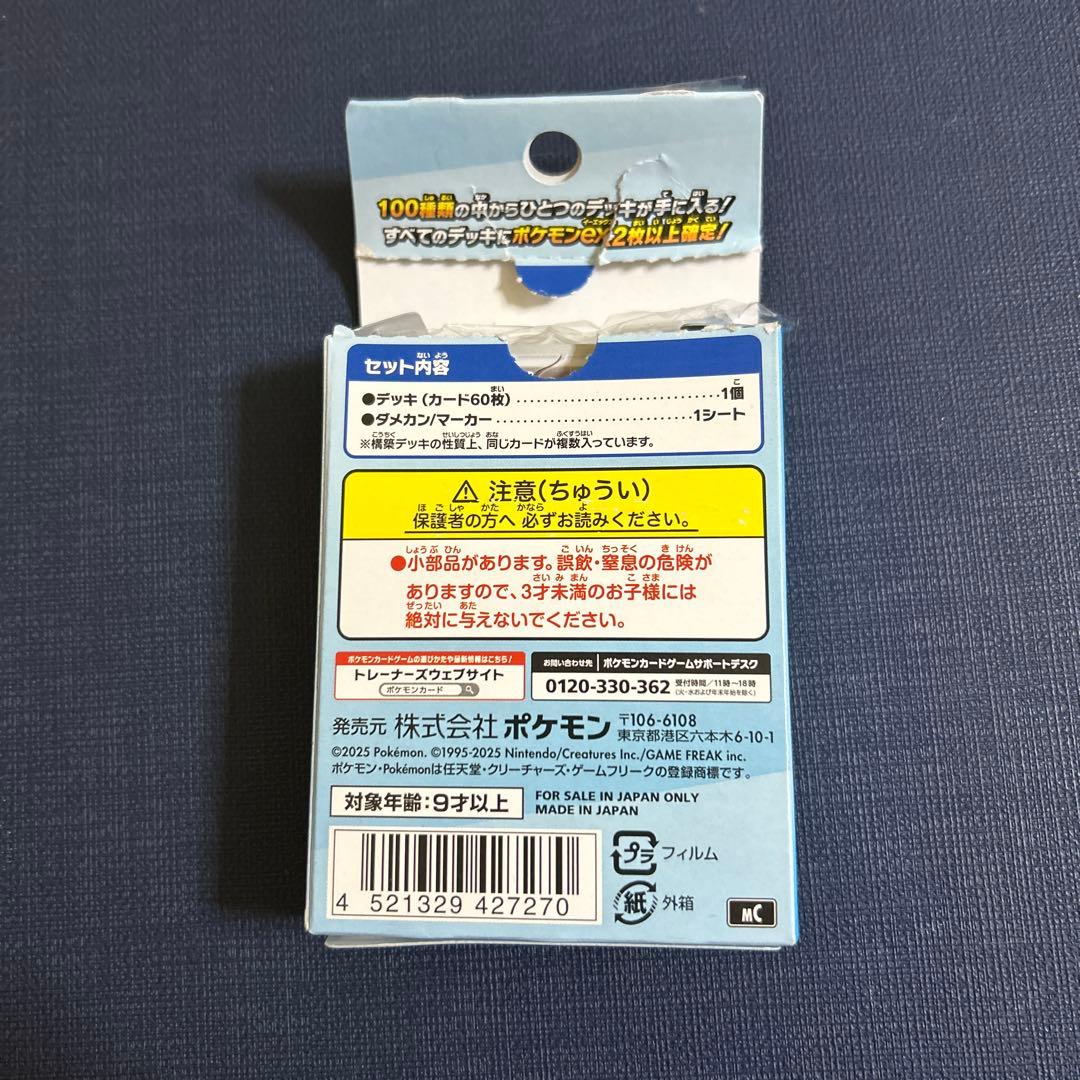 100種類の中からひとつのデッキが手に入る!
すべてのデッキにポケモンex2枚以上確定!
セット内容
●デッキ（カード60枚）..............................1個
●ダメカン/マーカー..............................1シート
※構築デッキの性質上、同じカードが複数入っています。
⚠ 注意(ちゅうい)
保護者の方へ 必ずお読みください。
●小部品があります。誤飲・窒息の危険が
ありますので、3才未満のお子様には
絶対に与えないでください。
ポケモンカードゲームの遊びかたや最新情報はこちら!
トレーナーズウェブサイト
ポケモンカード
お問い合わせ先 ポケモンカードゲームサポートデスク
0120-330-362 受付時間／11時～18時
(火・水および年末年始を除く)
発売元 株式会社 ポケモン 〒106-6108
東京都港区六本木6-10-1
©2025 Pokémon. ©1995-2025 Nintendo/Creatures Inc./GAME FREAK inc.
ポケモン・Pokémonは任天堂・クリーチャーズ・ゲームフリークの登録商標です。
対象年齢：9才以上
FOR SALE IN JAPAN ONLY
MADE IN JAPAN
4 521329 427270
プラ フィルム
紙 外箱
MC